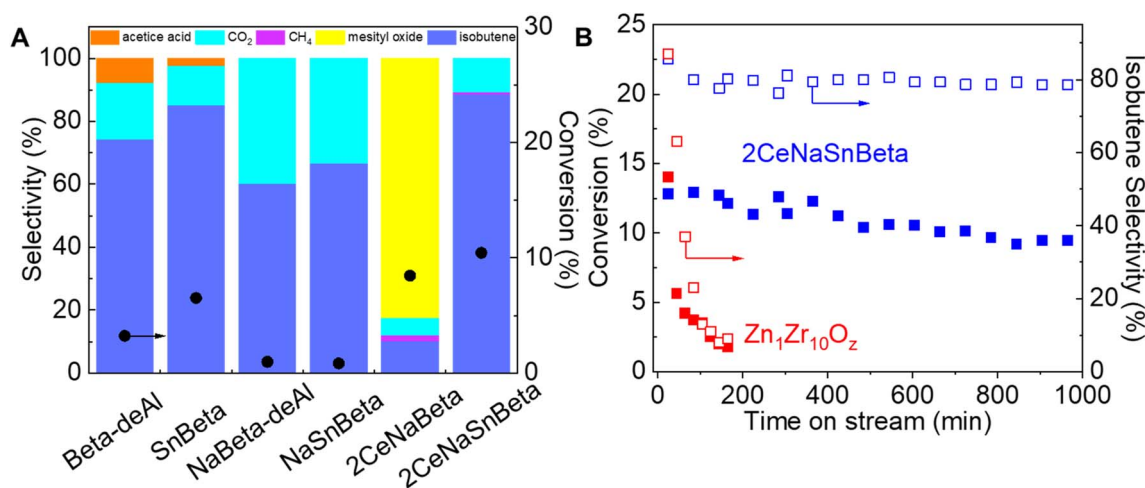 A
acetice acid CO₂ CH₄ mesityl oxide isobutene
Selectivity (%)
100
80
60
40
20
0
30
20
10
0
Conversion (%)
Beta-deAl
SnBeta
NaBeta-deAl
NaSnBeta
2CeNaBeta
2CeNaSnBeta
B
Conversion (%)
25
20
15
10
5
0
2CeNaSnBeta
Zn₁Zr₁₀O_z
80
60
40
20
0
Isobutene Selectivity (%)
0 200 400 600 800 1000
Time on stream (min)